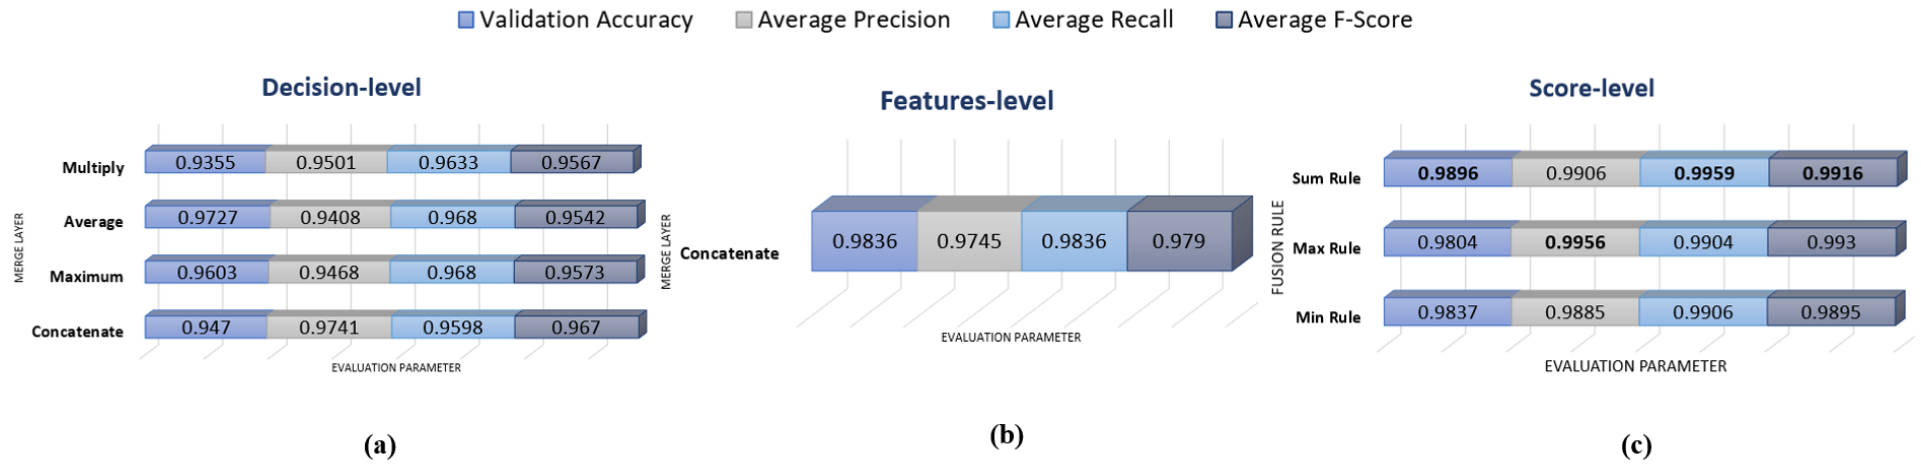 Validation Accuracy Average Precision Average Recall Average F-Score
Decision-level
MERGE LAYER
Multiply 0.9355 0.9501 0.9633 0.9567
Average 0.9727 0.9408 0.968 0.9542
Maximum 0.9603 0.9468 0.968 0.9573
Concatenate 0.947 0.9741 0.9598 0.967
EVALUATION PARAMETER
(a)
Features-level
MERGE LAYER
Concatenate 0.9836 0.9745 0.9836 0.979
EVALUATION PARAMETER
(b)
Score-level
FUSION RULE
Sum Rule 0.9896 0.9906 0.9959 0.9916
Max Rule 0.9804 0.9956 0.9904 0.993
Min Rule 0.9837 0.9885 0.9906 0.9895
EVALUATION PARAMETER
(c)